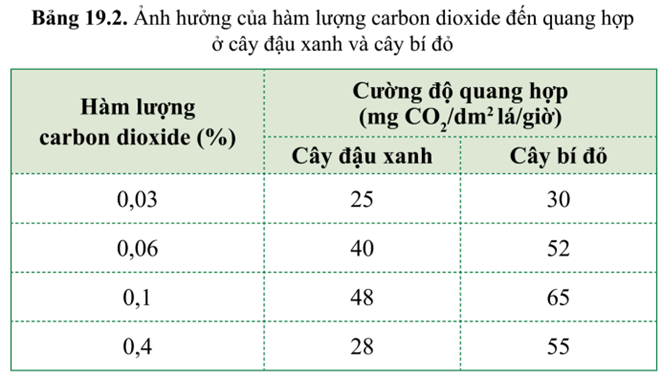 Bảng 19.2. Ảnh hưởng của hàm lượng carbon dioxide đến quang hợp
ở cây đậu xanh và cây bí đỏ
Hàm lượng
carbon dioxide (%)
Cường độ quang hợp
(mg CO₂/dm² lá/giờ)
Cây đậu xanh Cây bí đỏ
0,03 25 30
0,06 40 52
0,1 48 65
0,4 28 55